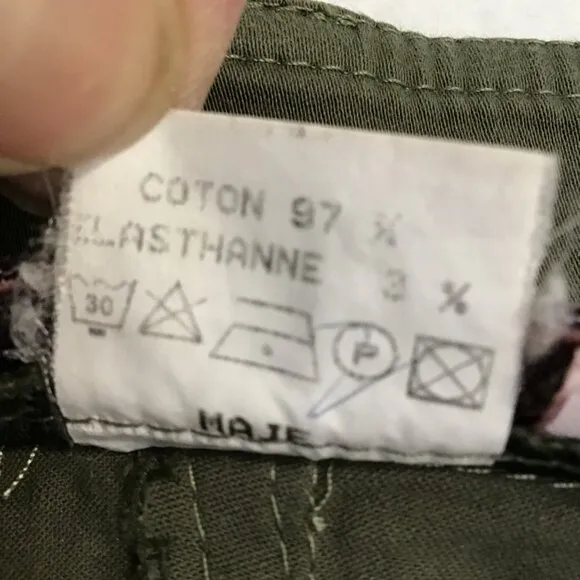 COTON 97 %
ELASTHANNE 3 %
30 P
MAJE